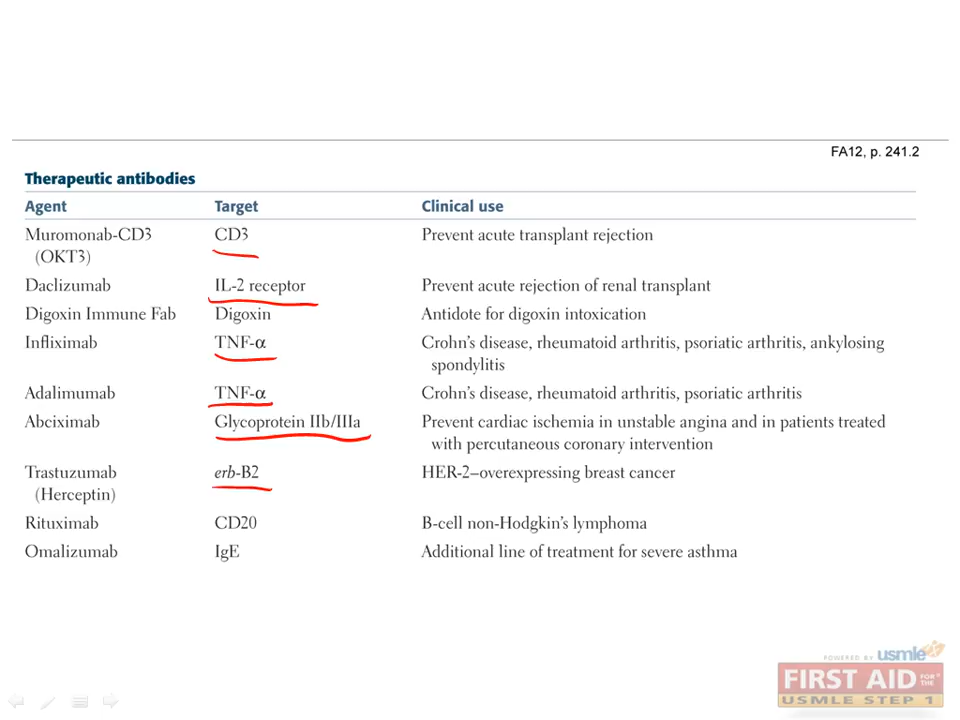 FA12, p. 241.2
Therapeutic antibodies
Agent Target Clinical use
Muromonab-CD3 CD3 Prevent acute transplant rejection
(OKT3)
Daclizumab IL-2 receptor Prevent acute rejection of renal transplant
Digoxin Immune Fab Digoxin Antidote for digoxin intoxication
Infliximab TNF-α Crohn's disease, rheumatoid arthritis, psoriatic arthritis, ankylosing
spondylitis
Adalimumab TNF-α Crohn's disease, rheumatoid arthritis, psoriatic arthritis
Abciximab Glycoprotein IIb/IIIa Prevent cardiac ischemia in unstable angina and in patients treated
with percutaneous coronary intervention
Trastuzumab erb-B2 HER-2–overexpressing breast cancer
(Herceptin)
Rituximab CD20 B-cell non-Hodgkin's lymphoma
Omalizumab IgE Additional line of treatment for severe asthma
POWERED BY usmle
FIRST AID FOR THE
USMLE STEP 1